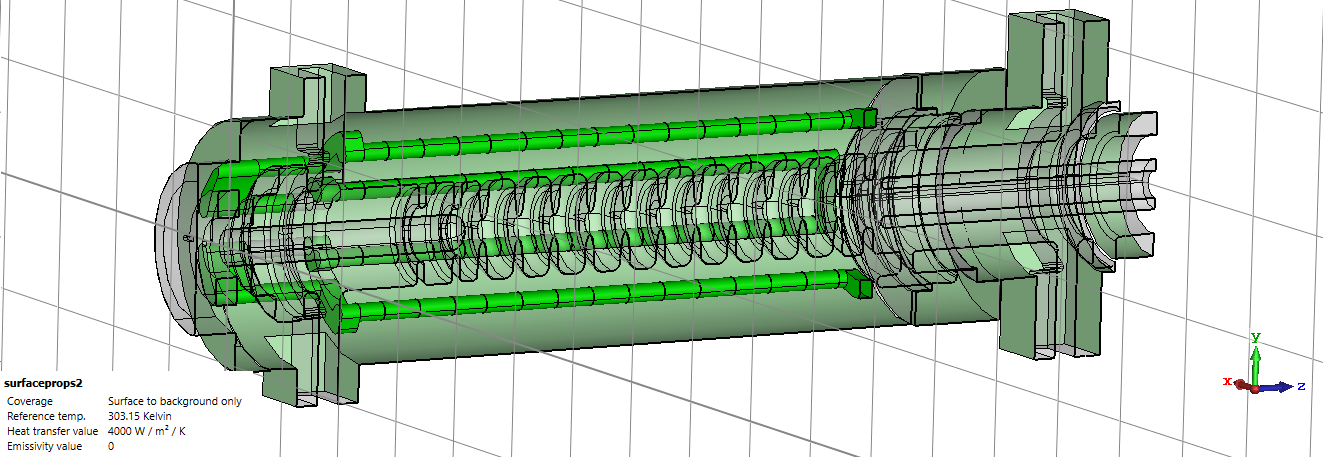 y
x
z
surfaceprops2
Coverage Surface to background only
Reference temp. 303.15 Kelvin
Heat transfer value 4000 W / m² / K
Emissivity value 0